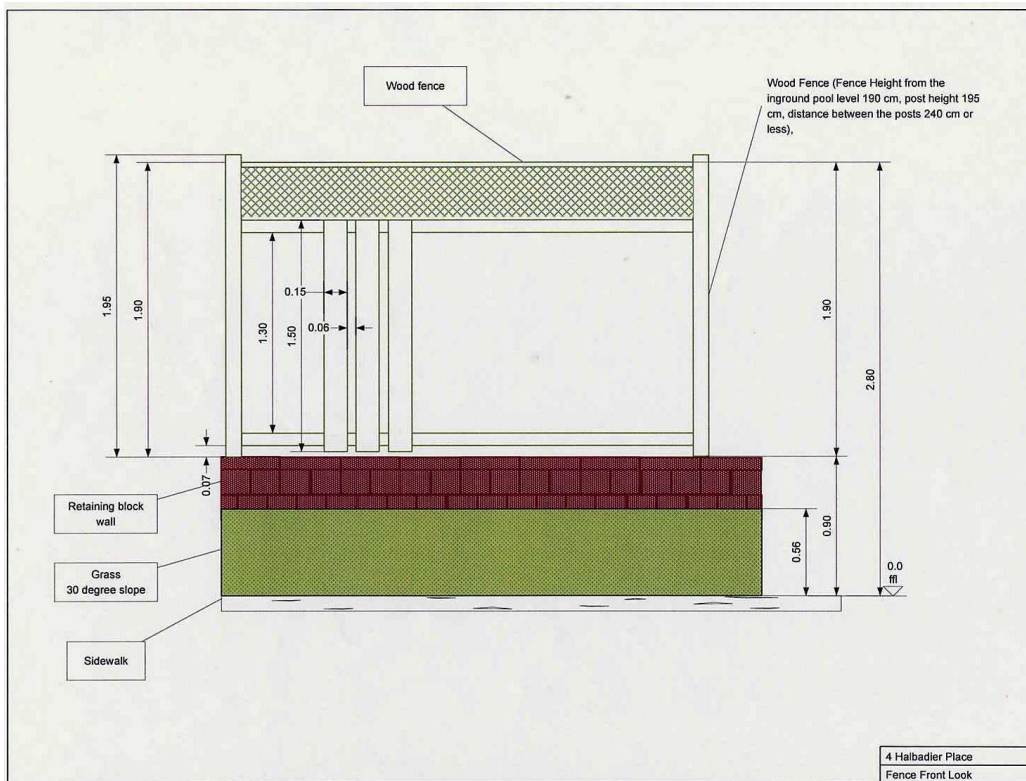 Wood fence
Wood Fence (Fence Height from the
inground pool level 190 cm, post height 195
cm, distance between the posts 240 cm or
less),
1.95
1.90
1.30
1.50
0.15
0.06
1.90
2.80
0.07
Retaining block
wall
0.56
0.90
0.0
ffl
Grass
30 degree slope
Sidewalk
4 Halbadier Place
Fence Front Look